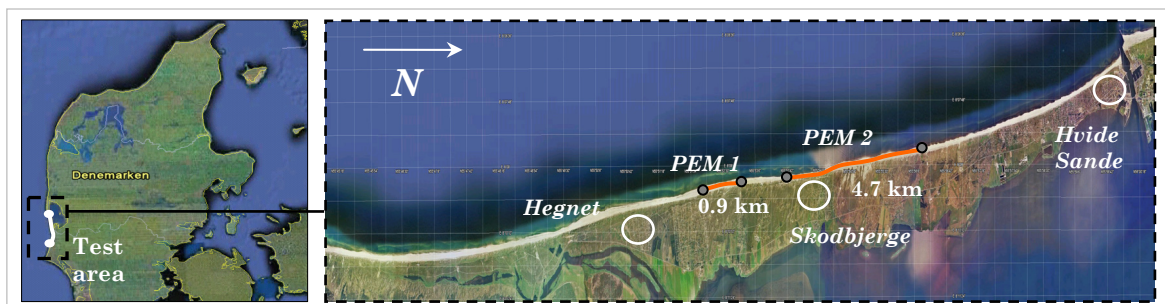 Denemarken
Test
area
N
PEM 1
PEM 2
Hvide
Sande
Hegnet
0.9 km
4.7 km
Skodbjerge